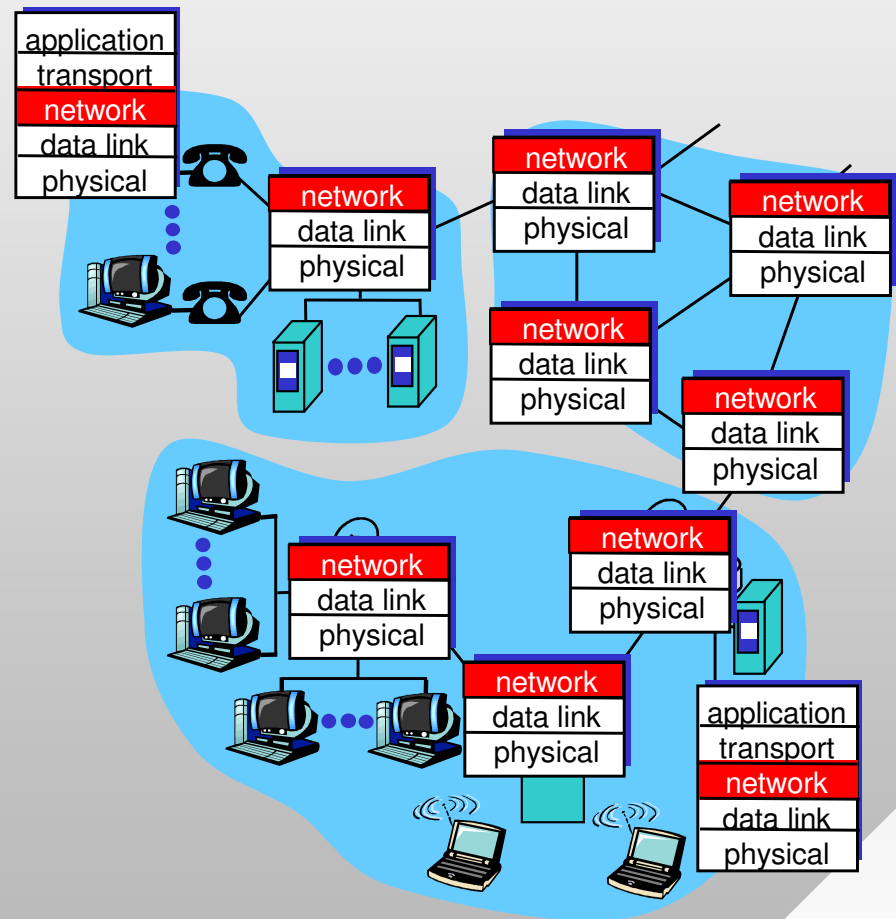 application
transport
network
data link
physical
network
data link
physical
network
data link
physical
network
data link
physical
network
data link
physical
network
data link
physical
network
data link
physical
network
data link
physical
network
data link
physical
application
transport
network
data link
physical